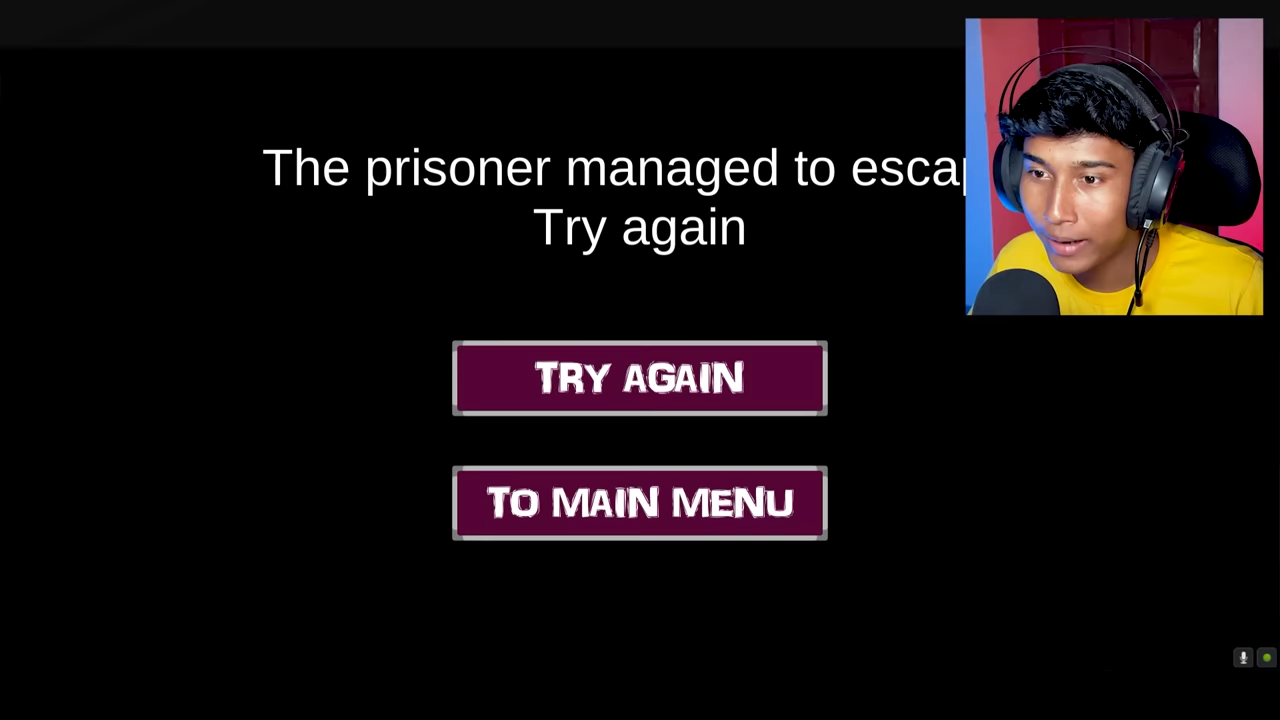 The prisoner managed to escap
Try again
TRY AGAIN
TO MAIN MENU